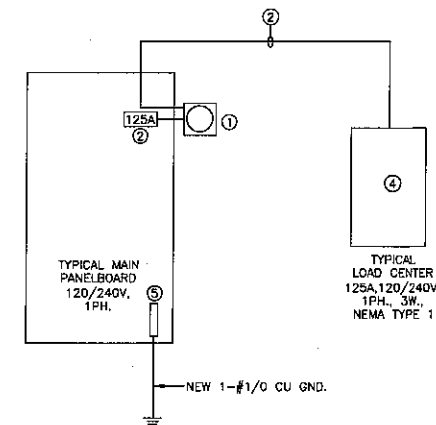 ②
125A
②
①
④
TYPICAL MAIN
PANELBOARD
120/240V,
1PH.
⑤
TYPICAL
LOAD CENTER
125A,120/240V
1PH., 3W.,
NEMA TYPE 1
NEW 1-#1/0 CU GND.